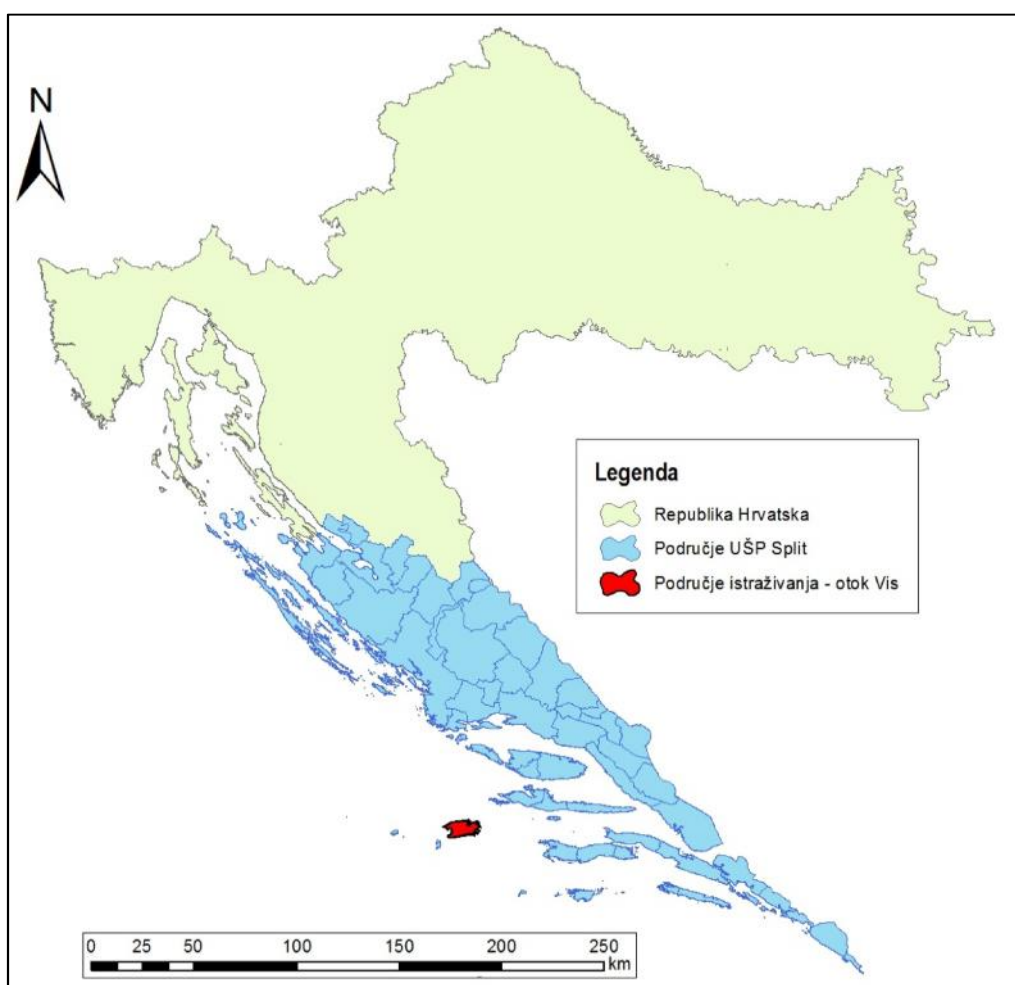 N
Legenda
Republika Hrvatska
Područje UŠP Split
Područje istraživanja - otok Vis
0 25 50 100 150 200 250
km